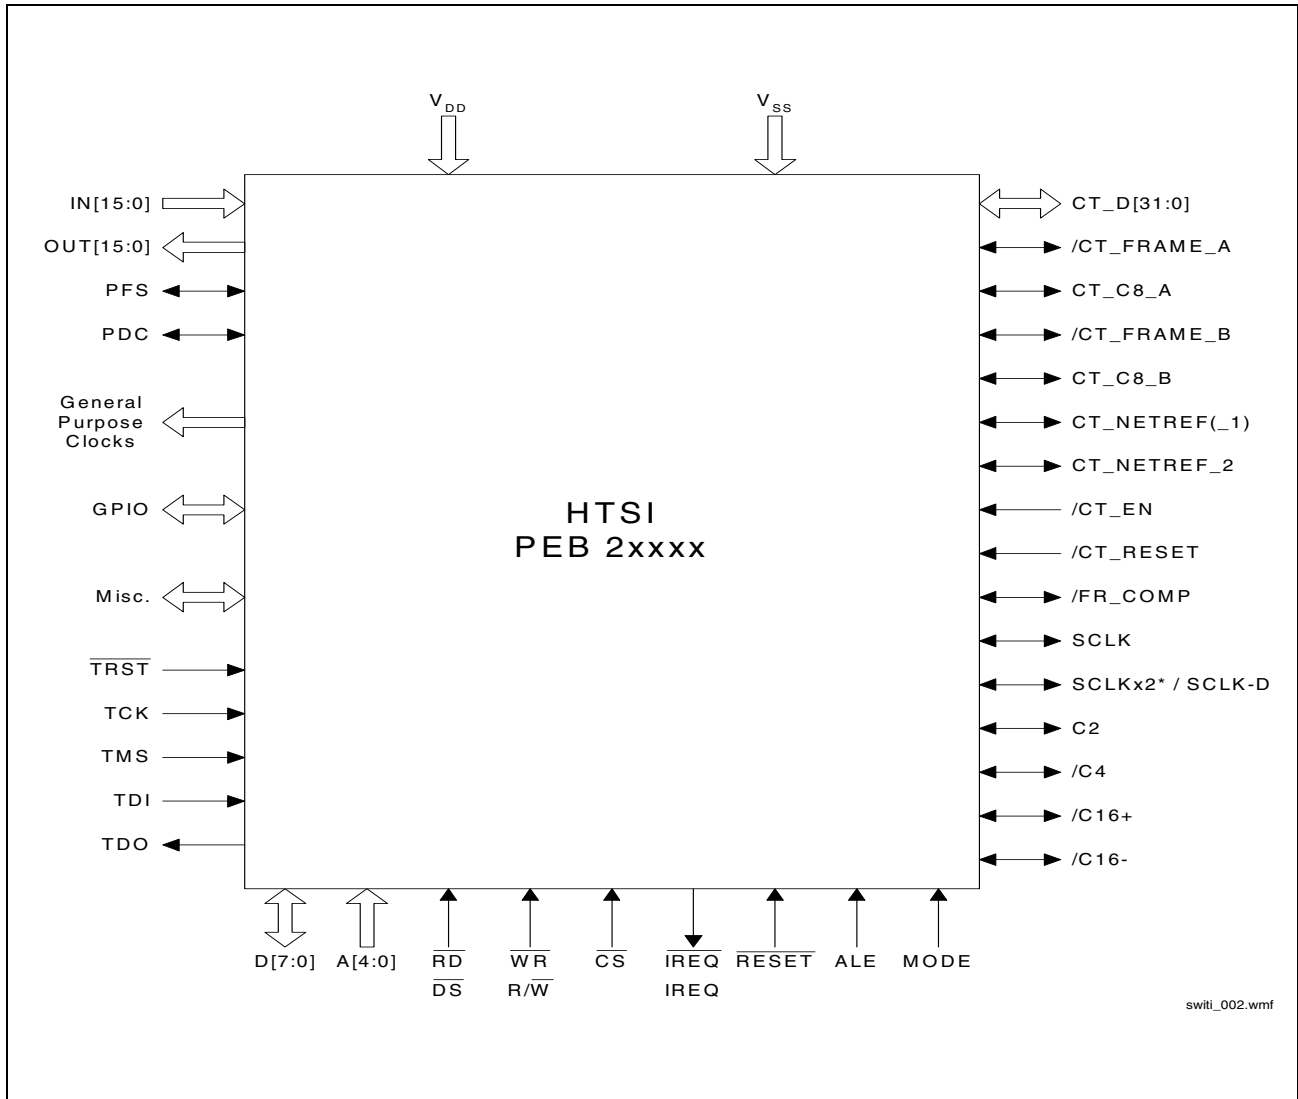 VDD
VSS
IN[15:0]
OUT[15:0]
PFS
PDC
General
Purpose
Clocks
GPIO
Misc.
TRST
TCK
TMS
TDI
TDO
HTSI
PEB 2xxxx
CT_D[31:0]
/CT_FRAME_A
CT_C8_A
/CT_FRAME_B
CT_C8_B
CT_NETREF(_1)
CT_NETREF_2
/CT_EN
/CT_RESET
/FR_COMP
SCLK
SCLKx2* / SCLK-D
C2
/C4
/C16+
/C16-
D[7:0] A[4:0] RD WR CS IREQ RESET ALE MODE
DS R/W IREQ
switi_002.wmf